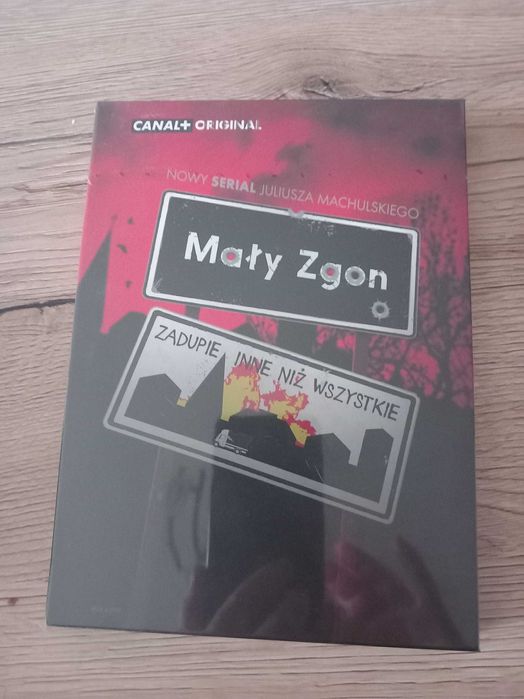 CANAL+ ORIGINAL
NOWY SERIAL JULIUSZA MACHULSKIEGO
Mały Zgon
ZADUPIE INNE NIŻ WSZYSTKIE